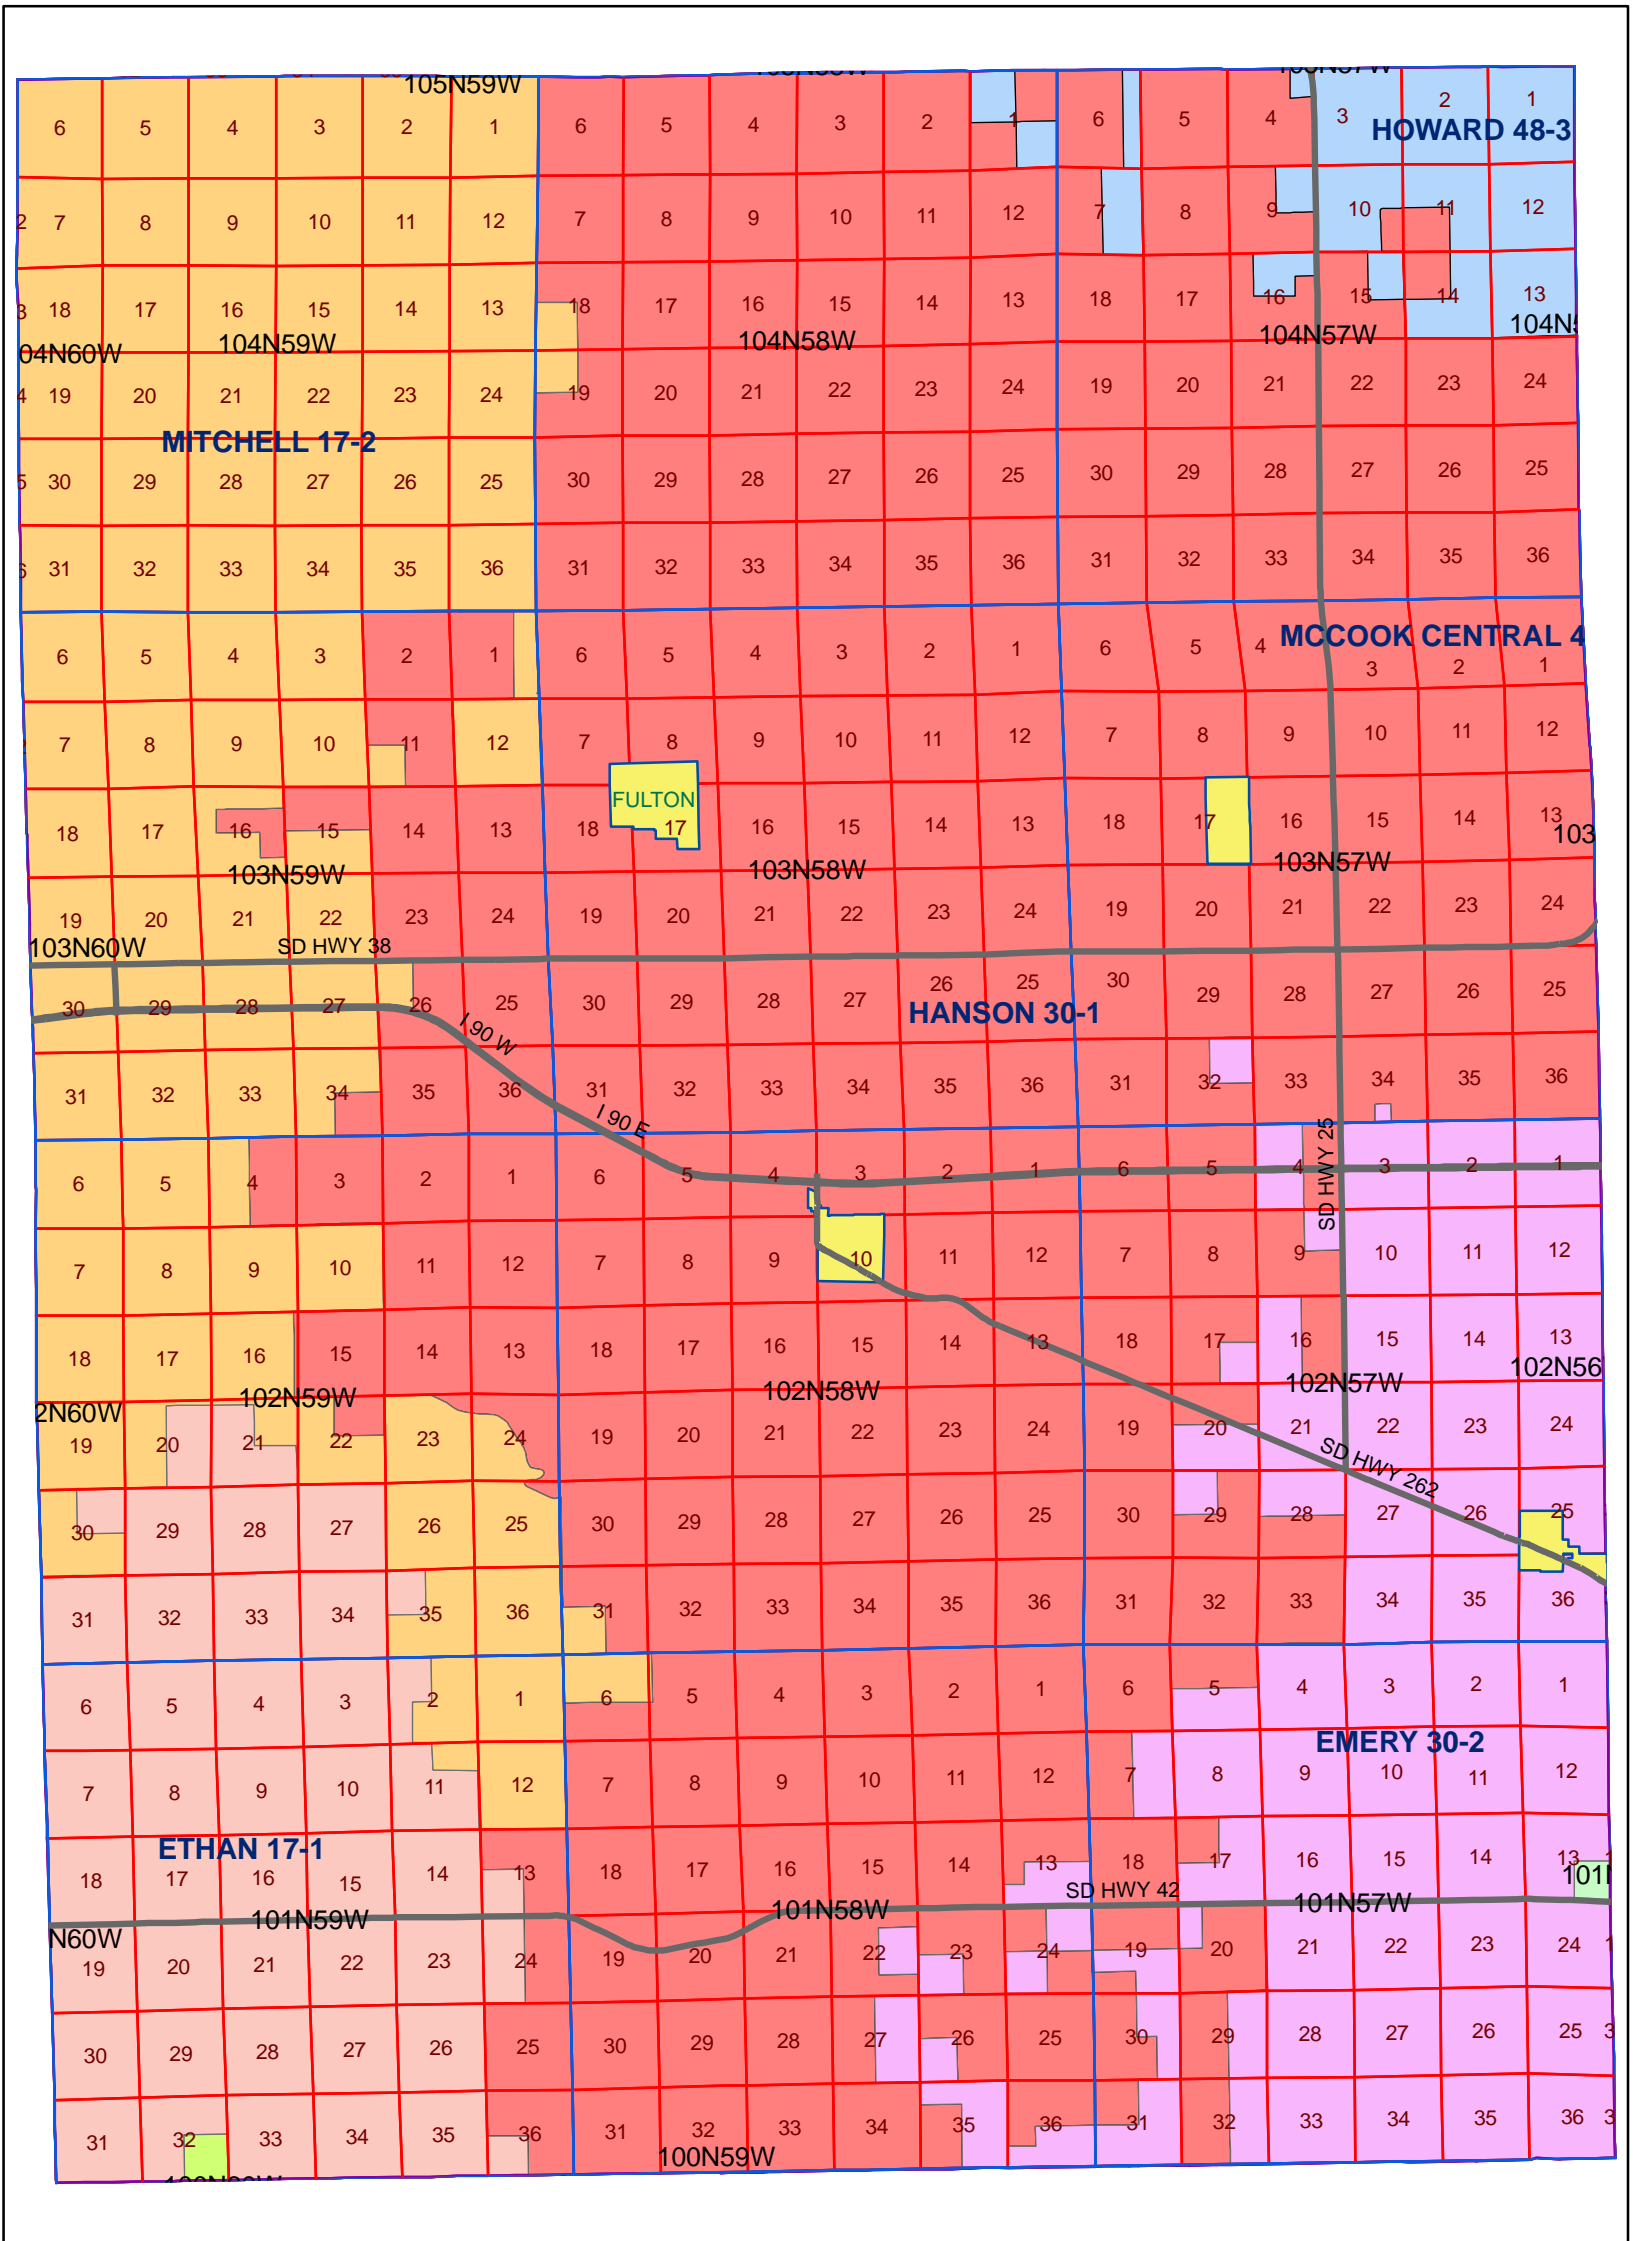 105N59W
6 5 4 3 2 1 6 5 4 3 2 1 6 5 4 3 2 1
HOWARD 48-3
2 7 8 9 10 11 12 7 8 9 10 11 12 7 8 9 10 11 12
3 18 17 16 15 14 13 18 17 16 15 14 13 18 17 16 15 14 13
04N60W 104N59W 104N58W 104N57W 104N5
4 19 20 21 22 23 24 19 20 21 22 23 24 19 20 21 22 23 24
MITCHELL 17-2
5 30 29 28 27 26 25 30 29 28 27 26 25 30 29 28 27 26 25
6 31 32 33 34 35 36 31 32 33 34 35 36 31 32 33 34 35 36
MCCOOK CENTRAL 4
6 5 4 3 2 1 6 5 4 3 2 1 6 5 4 3 2 1
7 8 9 10 11 12 7 8 9 10 11 12 7 8 9 10 11 12
FULTON
18 17 16 15 14 13 18 17 16 15 14 13 18 17 16 15 14 13
103N59W 103N58W 103N57W 103
19 20 21 22 23 24 19 20 21 22 23 24 19 20 21 22 23 24
103N60W SD HWY 38
30 29 28 27 26 25 30 29 28 27 26 25 30 29 28 27 26 25
HANSON 30-1
I 90 W
31 32 33 34 35 36 31 32 33 34 35 36 31 32 33 34 35 36
I 90 E
SD HWY 25
6 5 4 3 2 1 6 5 4 3 2 1 6 5 4 3 2 1
7 8 9 10 11 12 7 8 9 10 11 12 7 8 9 10 11 12
18 17 16 15 14 13 18 17 16 15 14 13 18 17 16 15 14 13
2N60W 102N59W 102N58W 102N57W 102N56
19 20 21 22 23 24 19 20 21 22 23 24 19 20 21 22 23 24
SD HWY 262
30 29 28 27 26 25 30 29 28 27 26 25 30 29 28 27 26 25
31 32 33 34 35 36 31 32 33 34 35 36 31 32 33 34 35 36
6 5 4 3 2 1 6 5 4 3 2 1 6 5 4 3 2 1
EMERY 30-2
7 8 9 10 11 12 7 8 9 10 11 12 7 8 9 10 11 12
ETHAN 17-1
18 17 16 15 14 13 18 17 16 15 14 13 18 17 16 15 14 13 1
SD HWY 42
N60W 101N59W 101N58W 101N57W 101N
19 20 21 22 23 24 19 20 21 22 23 24 19 20 21 22 23 24 1
30 29 28 27 26 25 30 29 28 27 26 25 30 29 28 27 26 25 3
31 32 33 34 35 36 31 32 33 34 35 36 31 32 33 34 35 36 3
100N59W